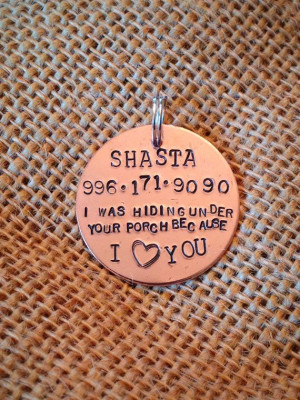 SHASTA
996·171·9090
I WAS HIDING UNDER
YOUR PORCH BECAUSE
I ♡ YOU